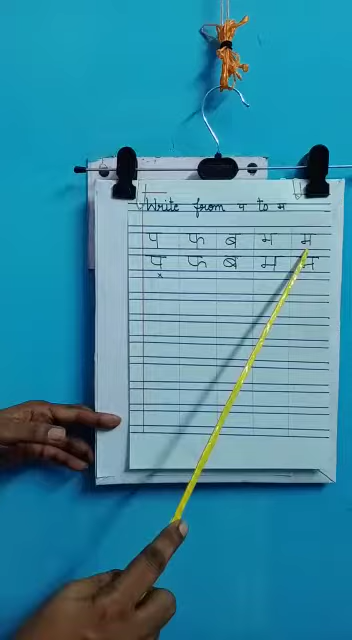 Write from प to म
प फ ब भ म
प फ ब भ म
x